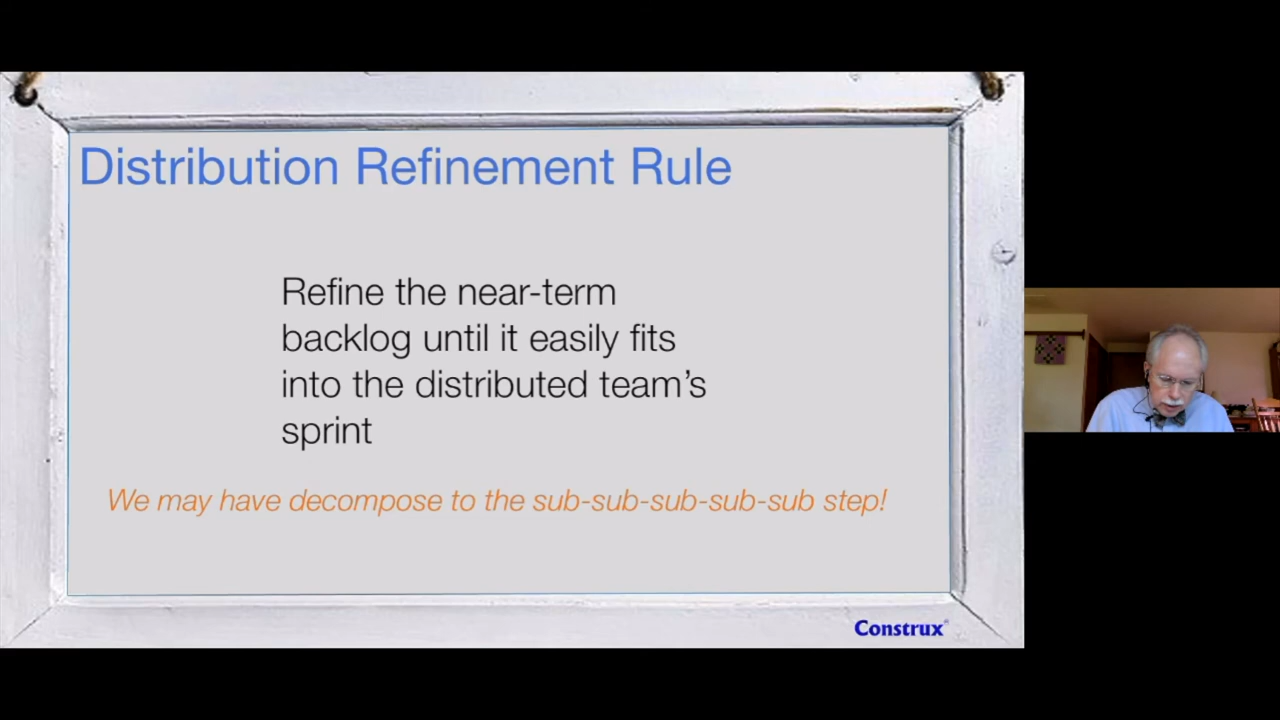 Distribution Refinement Rule
Refine the near-term
backlog until it easily fits
into the distributed team’s
sprint
We may have decompose to the sub-sub-sub-sub-sub step!
Construx